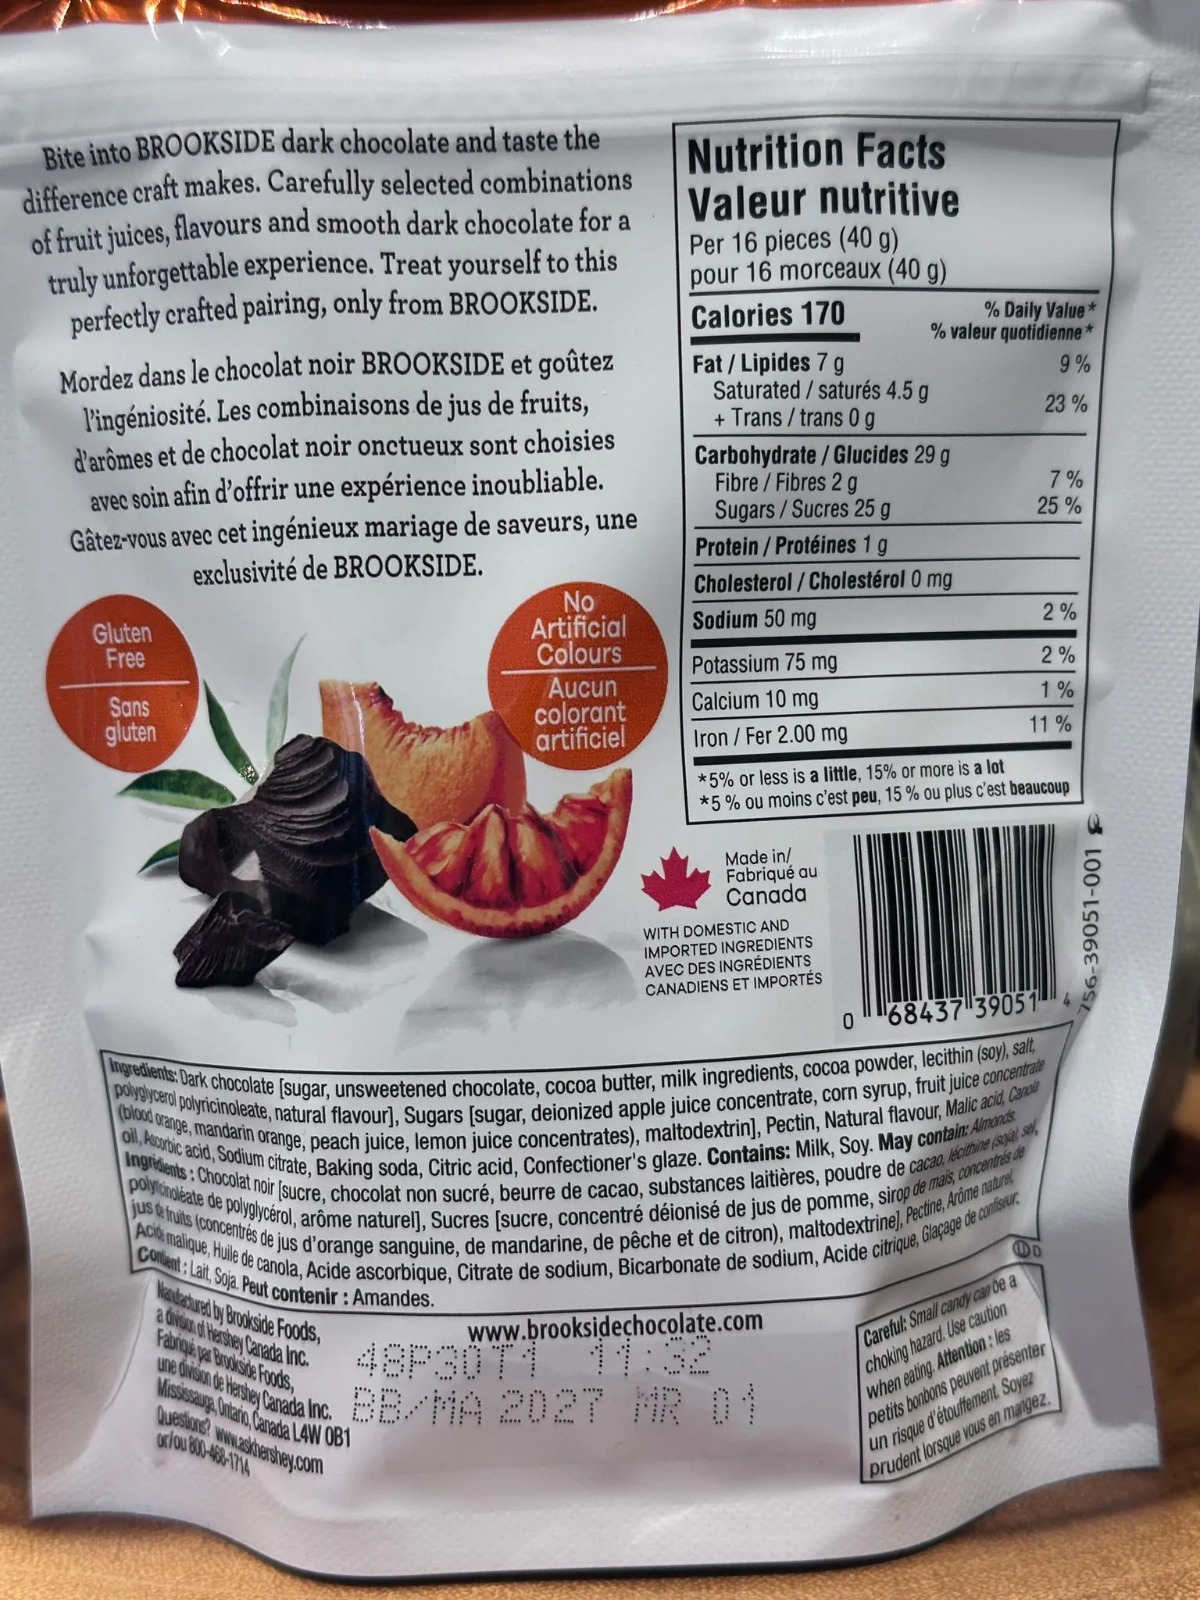 Bite into BROOKSIDE dark chocolate and taste the
difference craft makes. Carefully selected combinations
of fruit juices, flavours and smooth dark chocolate for a
truly unforgettable experience. Treat yourself to this
perfectly crafted pairing, only from BROOKSIDE.
Mordez dans le chocolat noir BROOKSIDE et goûtez
l'ingéniosité. Les combinaisons de jus de fruits,
d'arômes et de chocolat noir onctueux sont choisies
avec soin afin d'offrir une expérience inoubliable.
Gâtez-vous avec cet ingénieux mariage de saveurs, une
exclusivité de BROOKSIDE.
Gluten
Free
Sans
gluten
No
Artificial
Colours
Aucun
colorant
artificiel
Nutrition Facts
Valeur nutritive
Per 16 pieces (40 g)
pour 16 morceaux (40 g)
Calories 170
% Daily Value*
% valeur quotidienne*
Fat / Lipides 7 g 9 %
Saturated / saturés 4.5 g
+ Trans / trans 0 g 23 %
Carbohydrate / Glucides 29 g
Fibre / Fibres 2 g 7 %
Sugars / Sucres 25 g 25 %
Protein / Protéines 1 g
Cholesterol / Cholestérol 0 mg
Sodium 50 mg 2 %
Potassium 75 mg 2 %
Calcium 10 mg 1 %
Iron / Fer 2.00 mg 11 %
*5% or less is a little, 15% or more is a lot
*5 % ou moins c'est peu, 15 % ou plus c'est beaucoup
Made in/
Fabriqué au
Canada
WITH DOMESTIC AND
IMPORTED INGREDIENTS
AVEC DES INGRÉDIENTS
CANADIENS ET IMPORTÉS
0 68437 39051 4
756-39051-001
Ingredients: Dark chocolate [sugar, unsweetened chocolate, cocoa butter, milk ingredients, cocoa powder, lecithin (soy), salt,
polyglycerol polyricinoleate, natural flavour], Sugars [sugar, deionized apple juice concentrate, corn syrup, fruit juice concentrate
(blood orange, mandarin orange, peach juice, lemon juice concentrates), maltodextrin], Pectin, Natural flavour, Malic acid, Canola
oil, Ascorbic acid, Sodium citrate, Baking soda, Citric acid, Confectioner's glaze. Contains: Milk, Soy. May contain: Almonds.
Ingrédients : Chocolat noir [sucre, chocolat non sucré, beurre de cacao, substances laitières, poudre de cacao, lécithine (soja), sel,
polyricinoléate de polyglycérol, arôme naturel], Sucres [sucre, concentré déionisé de jus de pomme, sirop de maïs, concentrés de
jus de fruits (concentrés de jus d'orange sanguine, de mandarine, de pêche et de citron), maltodextrine], Pectine, Arôme naturel,
Acide malique, Huile de canola, Acide ascorbique, Citrate de sodium, Bicarbonate de sodium, Acide citrique, Glaçage de confiseur.
Contient : Lait, Soja. Peut contenir : Amandes.
Manufactured by Brookside Foods,
a division of Hershey Canada Inc.
Fabriqué par Brookside Foods,
une division de Hershey Canada Inc.
Mississauga, Ontario, Canada L4W 0B1
Questions? www.askhershey.com
or/ou 800-468-1714
www.brooksidechocolate.com
48P30T1 11:32
BB/MA 2027 MR 01
Ⓤ D
Careful: Small candy can be a
choking hazard. Use caution
when eating. Attention : les
petits bonbons peuvent présenter
un risque d'étouffement. Soyez
prudent lorsque vous en mangez.